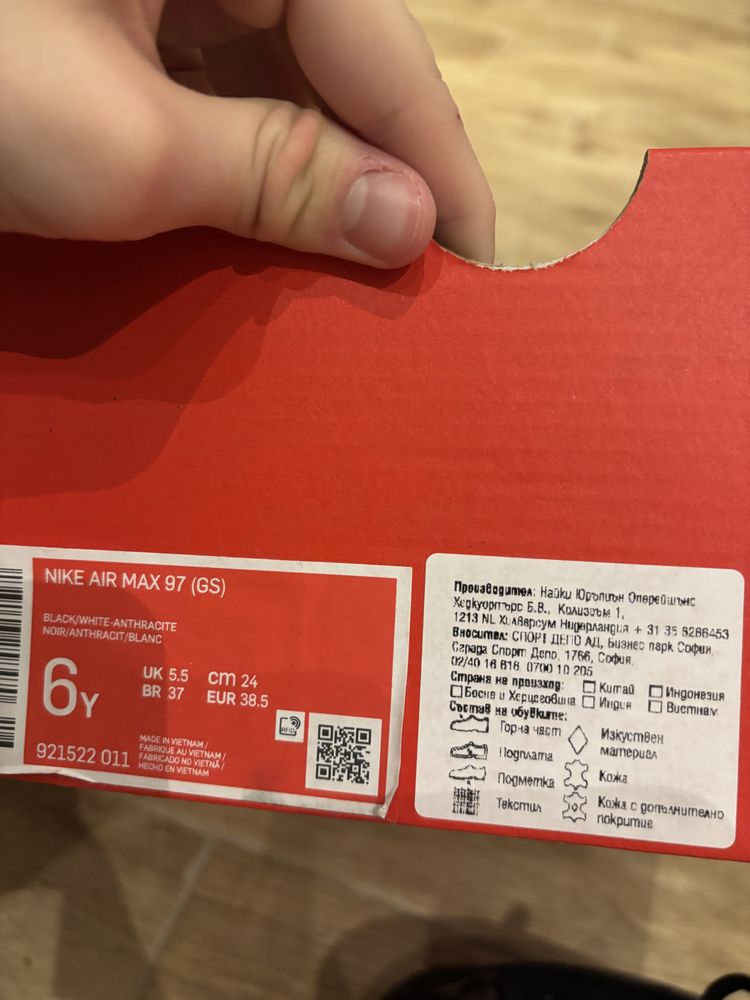 NIKE AIR MAX 97 (GS)
BLACK/WHITE-ANTHRACITE
NOIR/ANTHRACIT/BLANC
6Y
UK 5.5
cm 24
BR 37
EUR 38.5
RFID
921522 011
MADE IN VIETNAM /
FABRIQUE AU VIETNAM /
FABRICADO NO VIETNÃ /
HECHO EN VIETNAM
Производител: Найки Юръпиън Оперейшънс
Хедкуортърс Б.В., Колизеъм 1,
1213 NL Хилверсум Нидерландия + 31 35 6266453
Вносител: СПОРТ ДЕПО АД, Бизнес парк София,
Сграда Спорт Депо, 1766, София,
02/40 16 816, 0700 10 205
Страна на произход: Китай Индонезия
Босна и Херцеговина Индия Виетнам
Състав на обувките:
Горна част
Изкуствен материал
Подплата
Подметка
Кожа
Текстил
Кожа с допълнително покритие